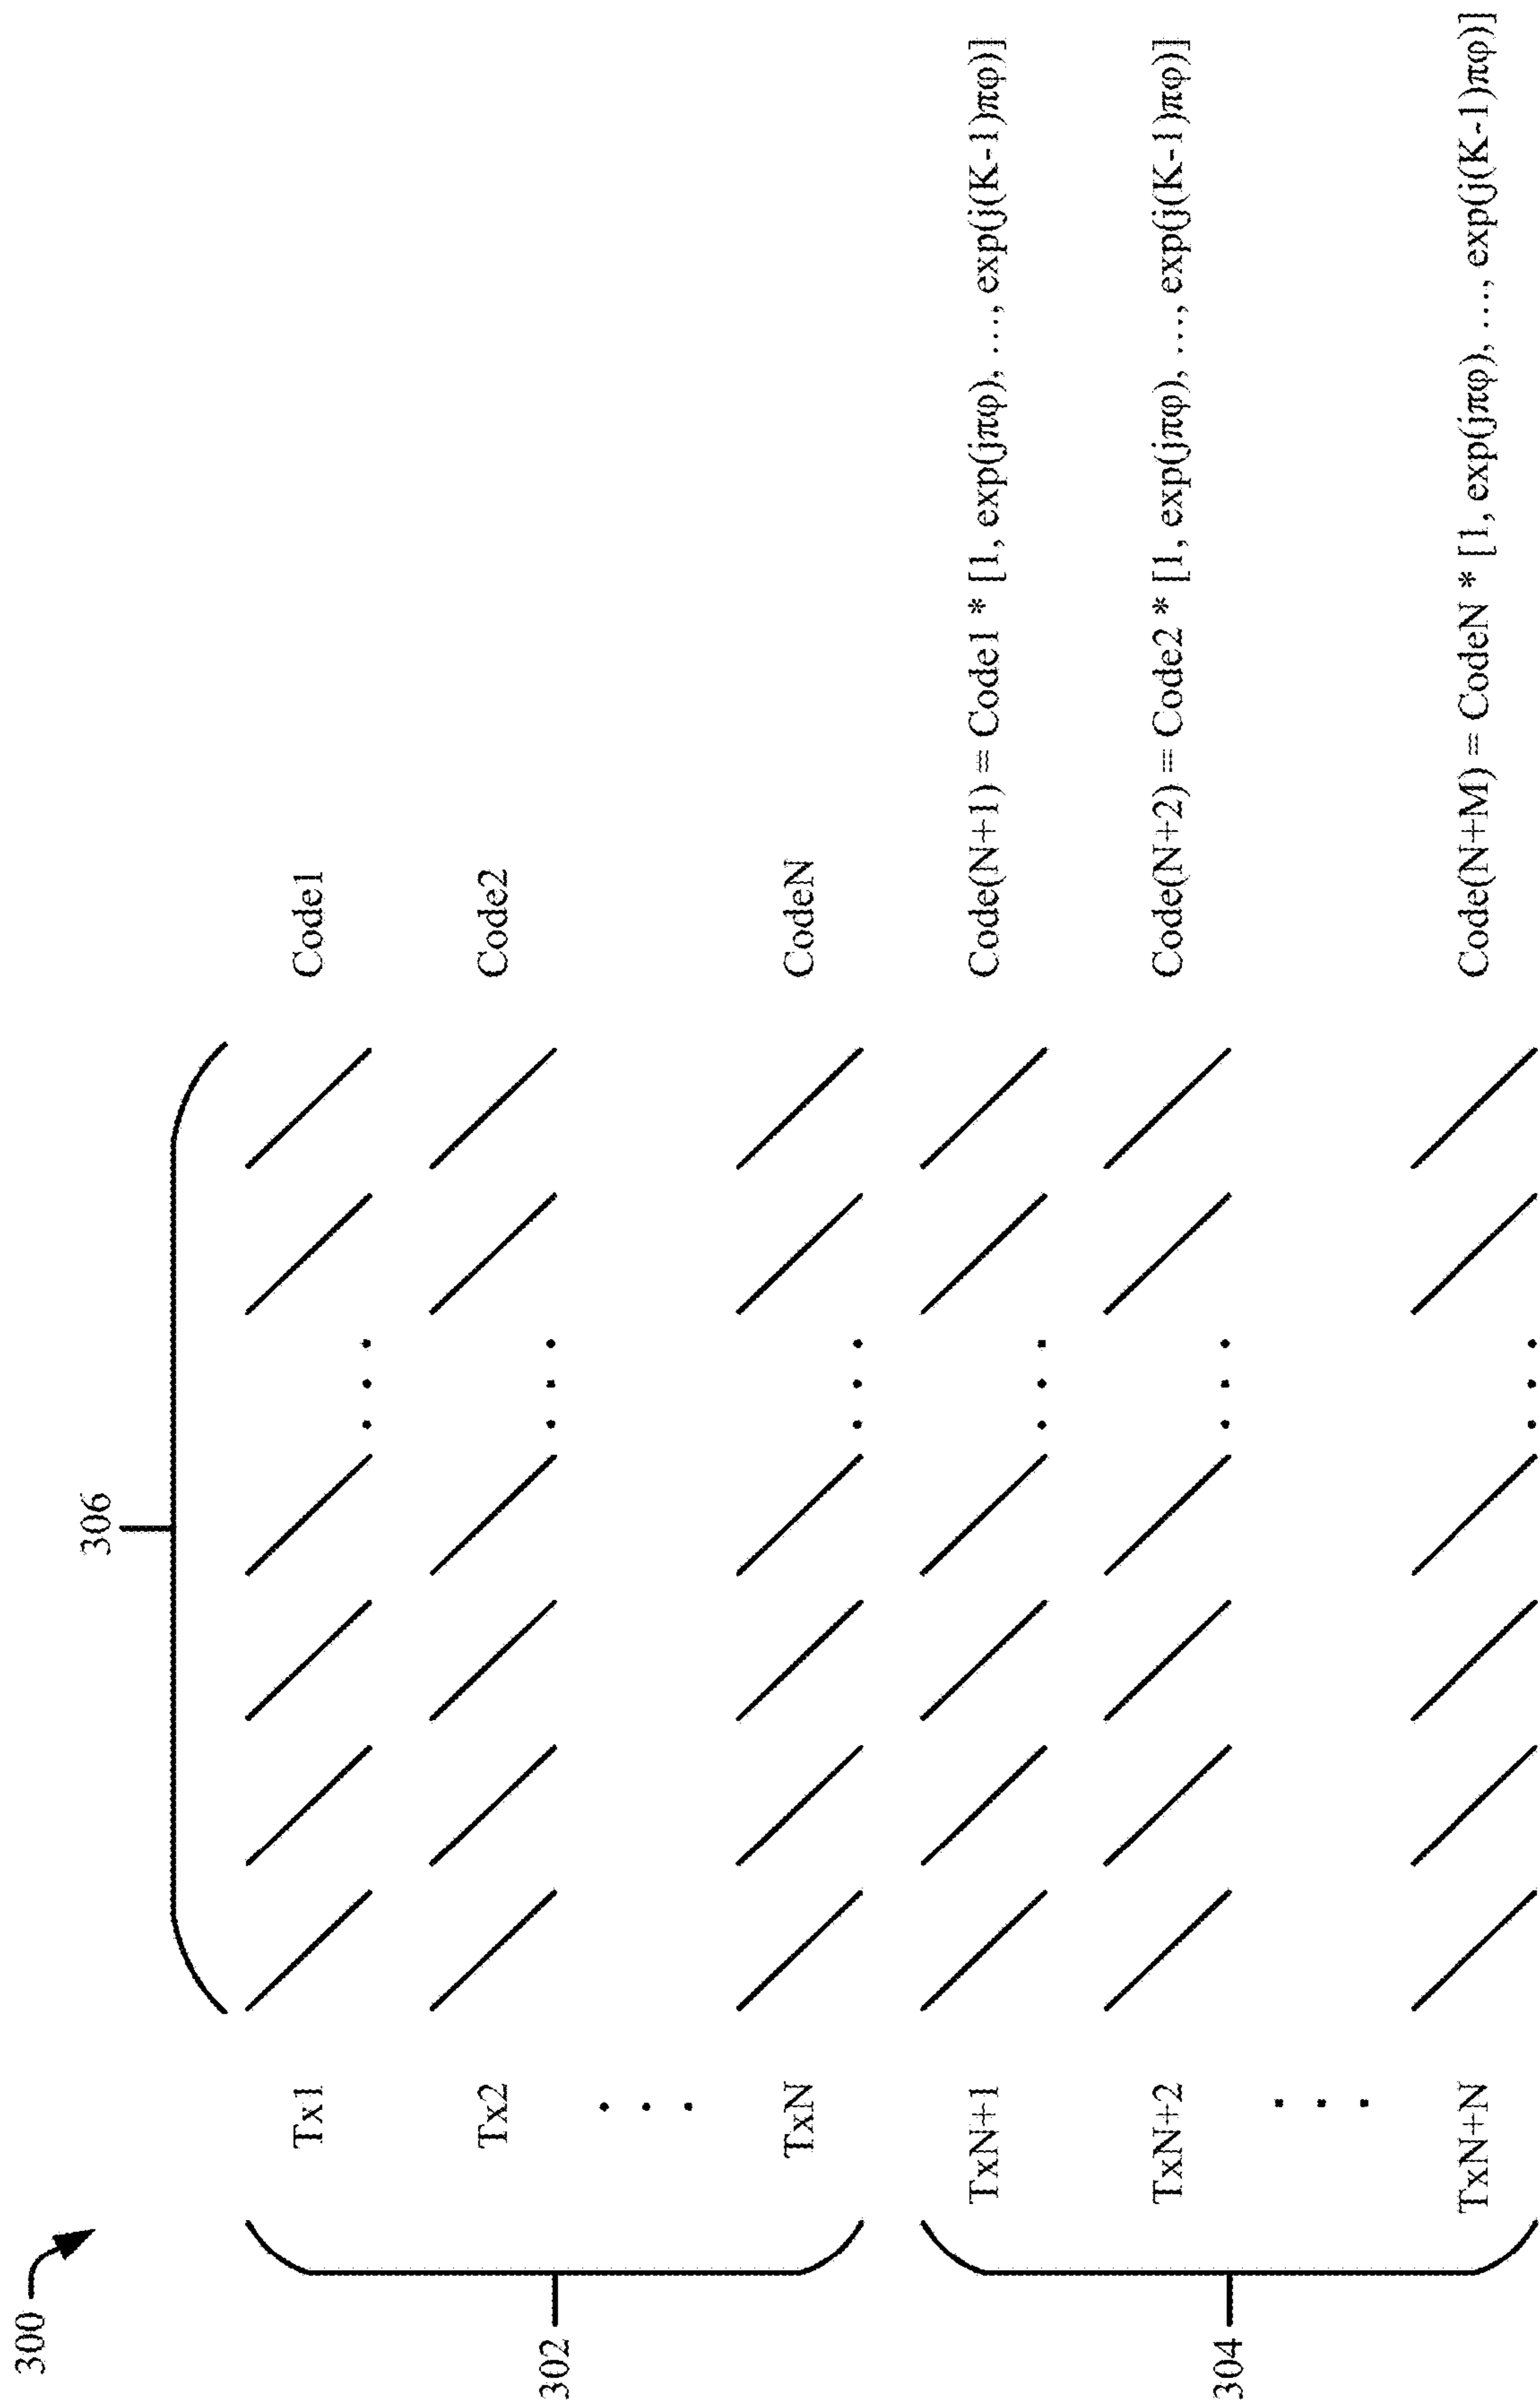 300
306
302
Tx1
Code1
Tx2
Code2
. . .
TxN
CodeN
304
TxN+1
Code(N+1) = Code1 * [1, exp(jπφ), …, exp(j(K-1)πφ)]
TxN+2
Code(N+2) = Code2 * [1, exp(jπφ), …, exp(j(K-1)πφ)]
. . .
TxN+N
Code(N+M) = CodeN * [1, exp(jπφ), …, exp(j(K-1)πφ)]